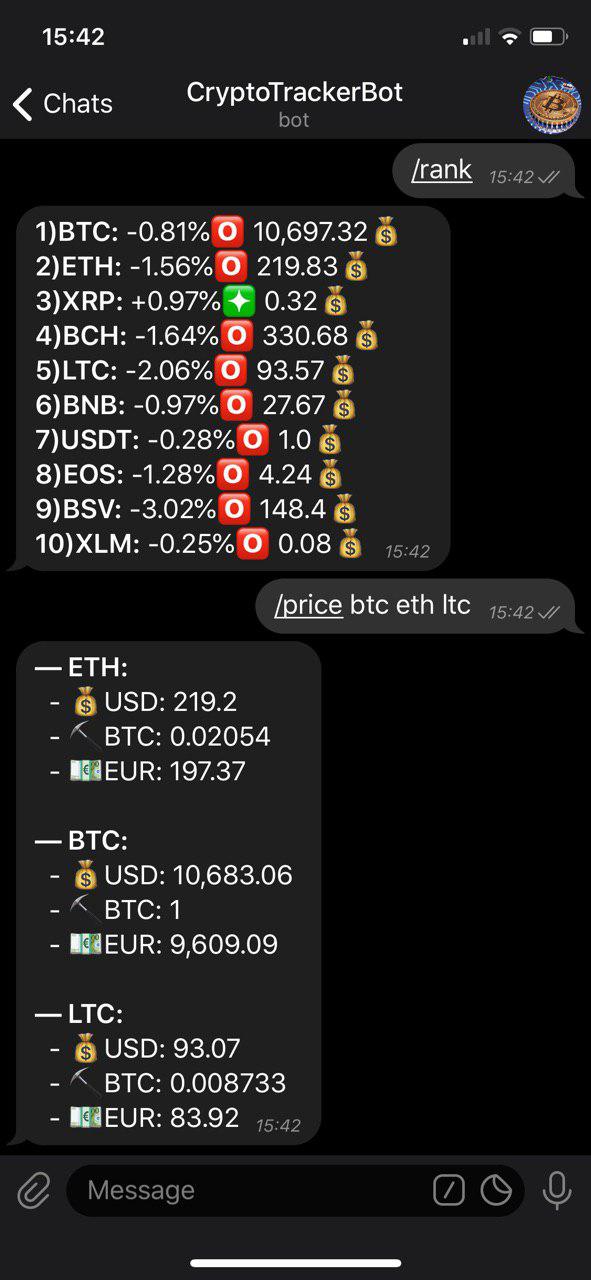 15:42
Chats
CryptoTrackerBot
bot
/rank 15:42
1)BTC: -0.81%🅾️ 10,697.32💰
2)ETH: -1.56%🅾️ 219.83💰
3)XRP: +0.97%✳️ 0.32💰
4)BCH: -1.64%🅾️ 330.68💰
5)LTC: -2.06%🅾️ 93.57💰
6)BNB: -0.97%🅾️ 27.67💰
7)USDT: -0.28%🅾️ 1.0💰
8)EOS: -1.28%🅾️ 4.24💰
9)BSV: -3.02%🅾️ 148.4💰
10)XLM: -0.25%🅾️ 0.08💰 15:42
/price btc eth ltc 15:42
— ETH:
- 💰USD: 219.2
- ⛏BTC: 0.02054
- 💶EUR: 197.37
— BTC:
- 💰USD: 10,683.06
- ⛏BTC: 1
- 💶EUR: 9,609.09
— LTC:
- 💰USD: 93.07
- ⛏BTC: 0.008733
- 💶EUR: 83.92 15:42
Message